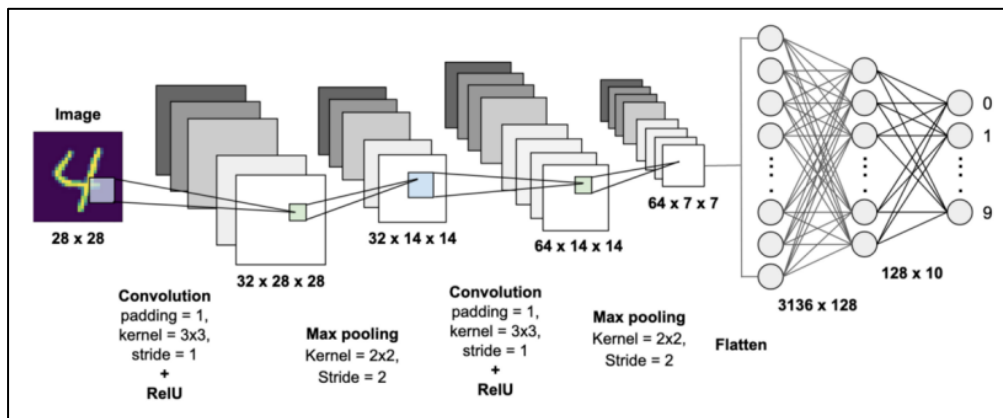 Image
28 x 28
32 x 28 x 28
Convolution
padding = 1,
kernel = 3x3,
stride = 1
+
RelU
32 x 14 x 14
Max pooling
Kernel = 2x2,
Stride = 2
64 x 14 x 14
Convolution
padding = 1,
kernel = 3x3,
stride = 1
+
RelU
64 x 7 x 7
Max pooling
Kernel = 2x2,
Stride = 2
Flatten
3136 x 128
128 x 10
0
1
9